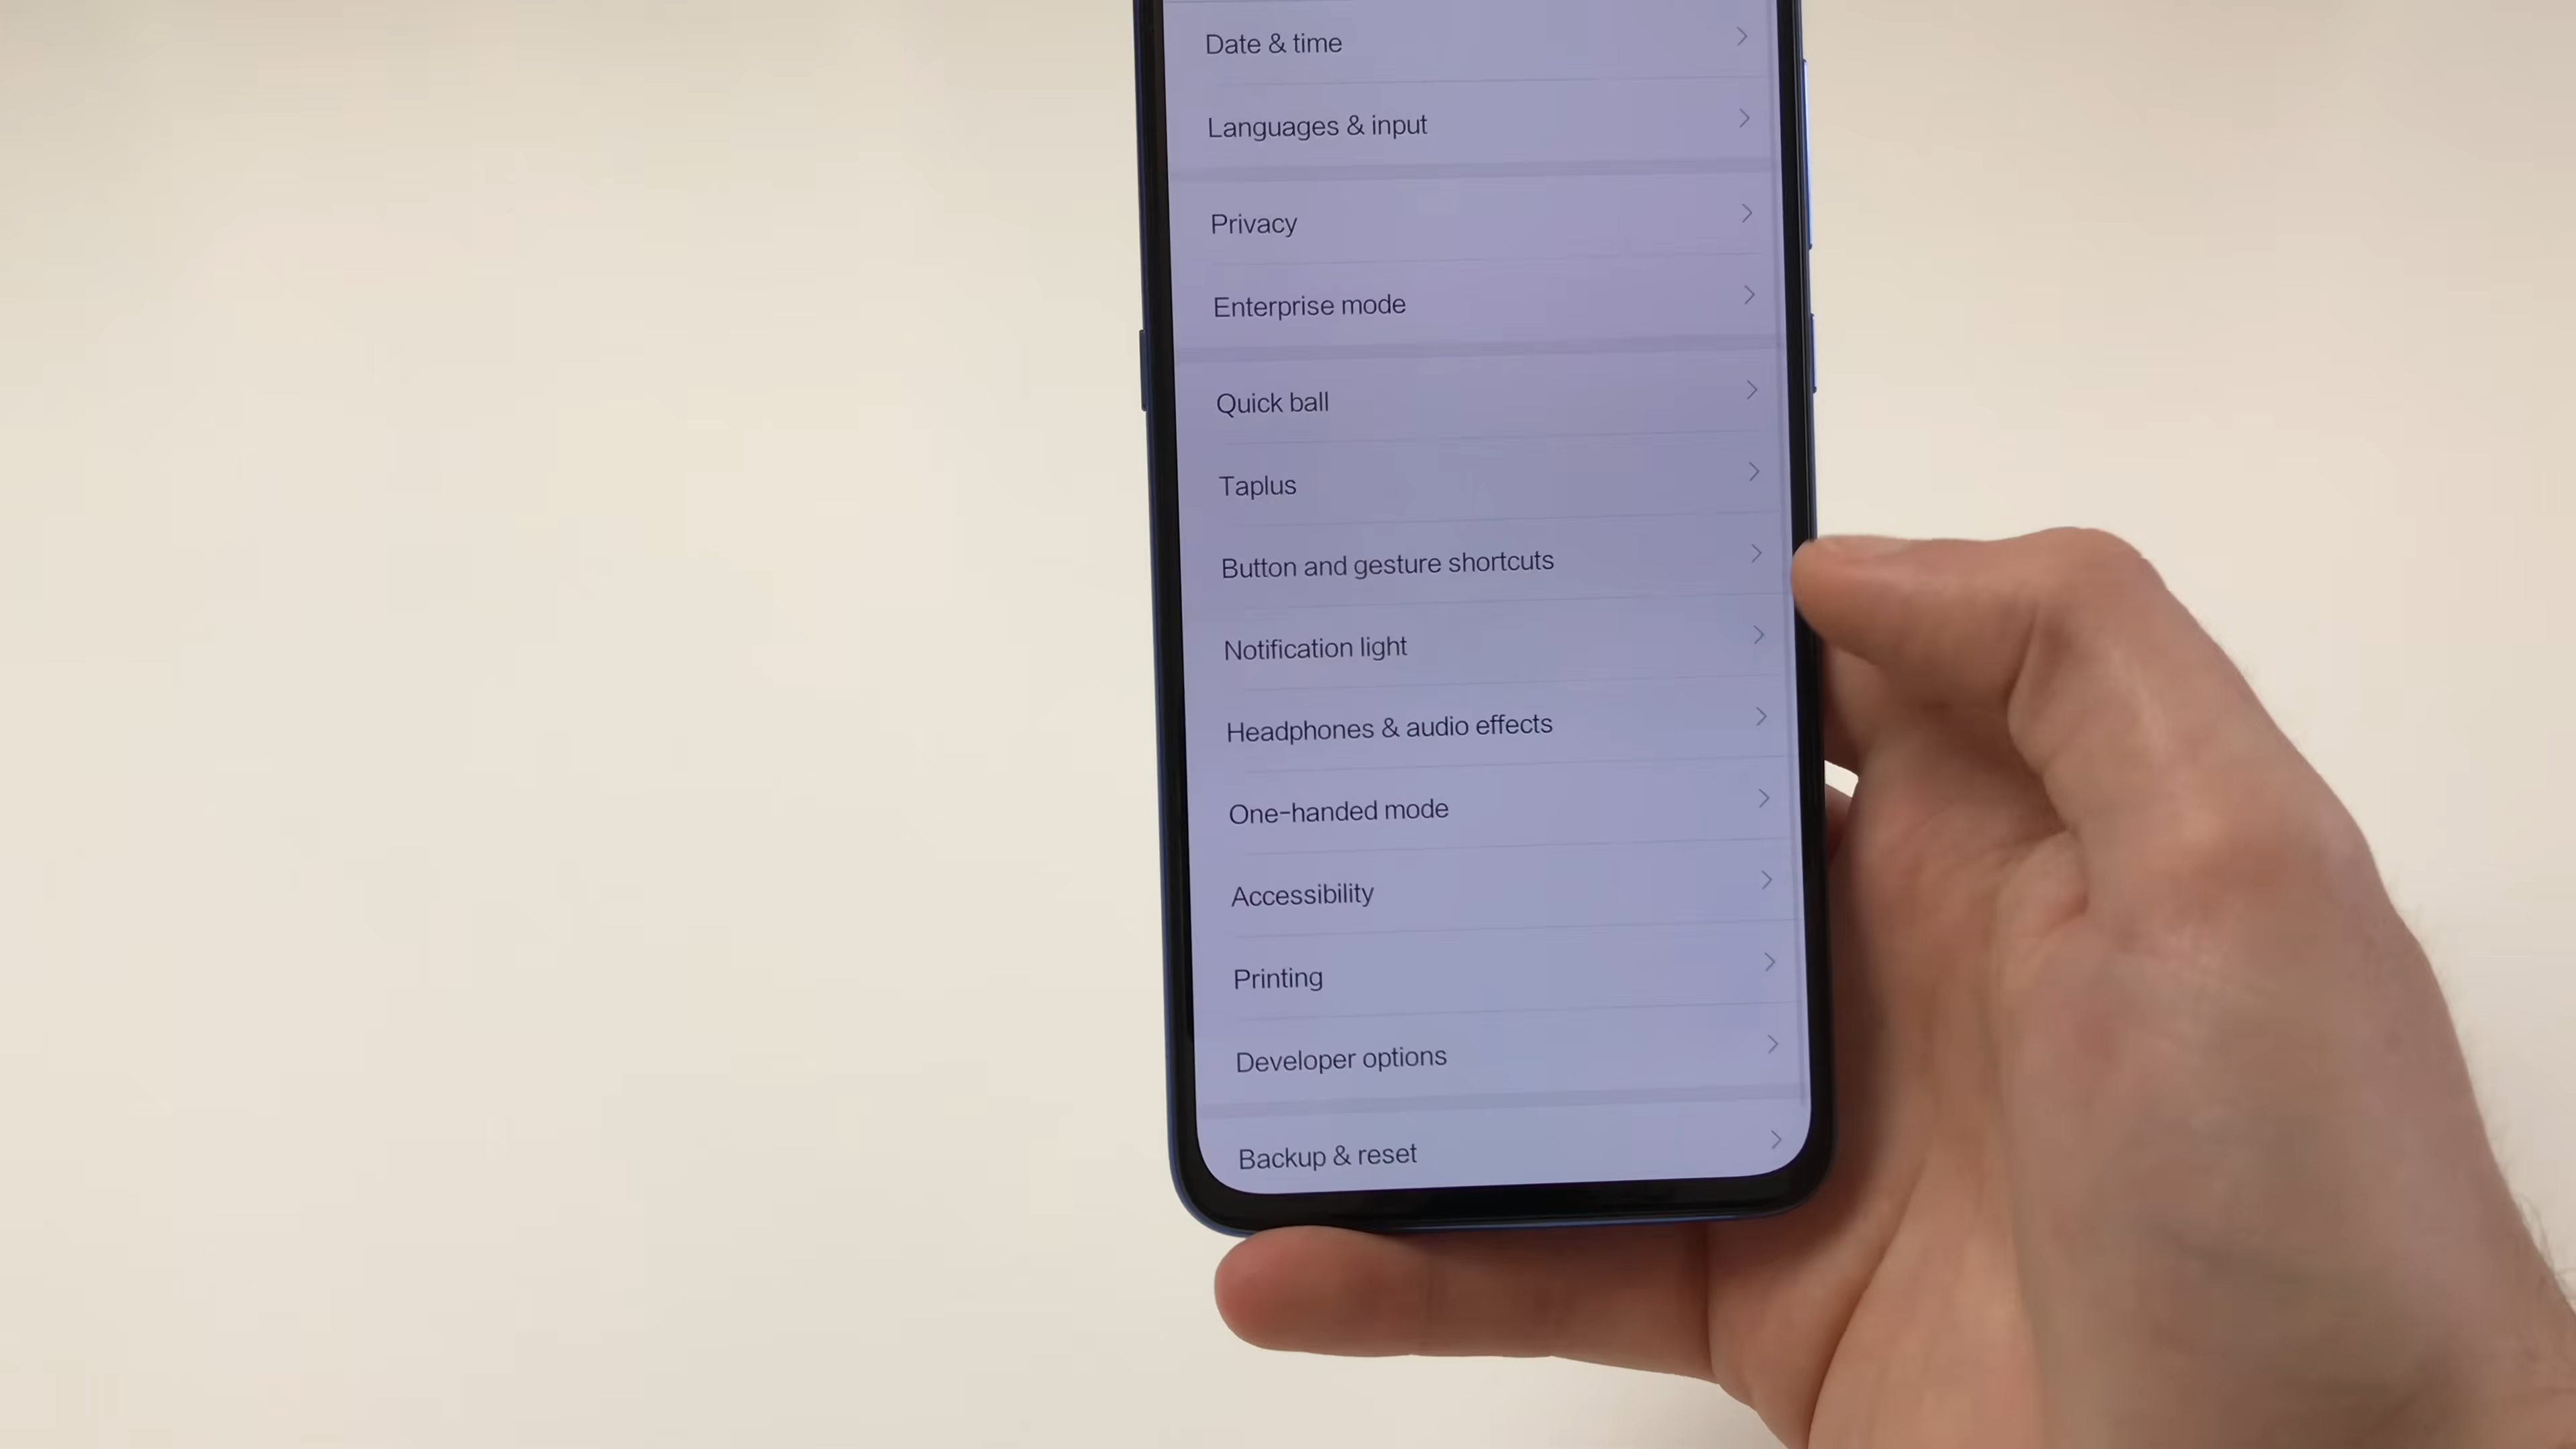 Date & time
Languages & input
Privacy
Enterprise mode
Quick ball
Taplus
Button and gesture shortcuts
Notification light
Headphones & audio effects
One-handed mode
Accessibility
Printing
Developer options
Backup & reset